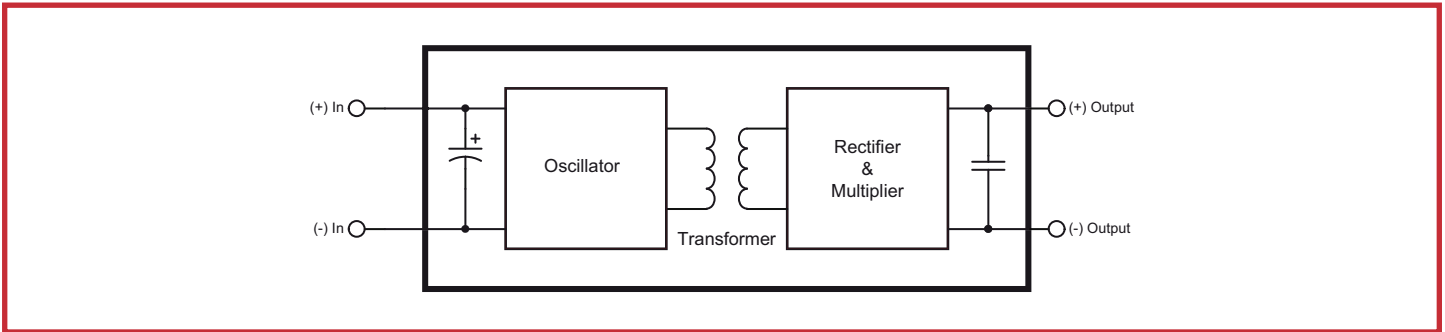 (+) In
+
Oscillator
Transformer
Rectifier
&
Multiplier
(+) Output
(-) In
(-) Output